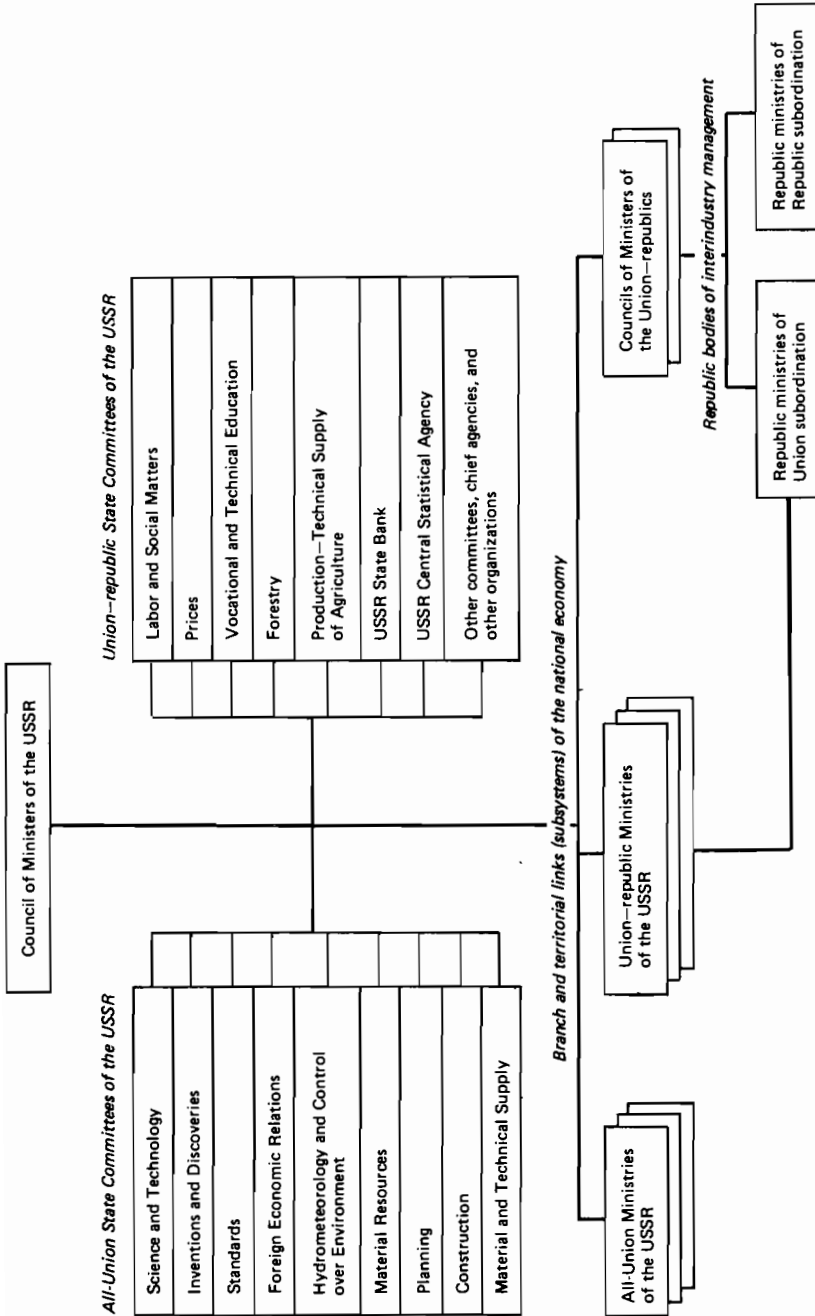 Council of Ministers of the USSR
All-Union State Committees of the USSR
Science and Technology
Inventions and Discoveries
Standards
Foreign Economic Relations
Hydrometeorology and Control
over Environment
Material Resources
Planning
Construction
Material and Technical Supply
Union–republic State Committees of the USSR
Labor and Social Matters
Prices
Vocational and Technical Education
Forestry
Production–Technical Supply
of Agriculture
USSR State Bank
USSR Central Statistical Agency
Other committees, chief agencies, and
other organizations
Branch and territorial links (subsystems) of the national economy
All-Union Ministries
of the USSR
Union–republic Ministries
of the USSR
Councils of Ministers of
the Union–republics
Republic bodies of interindustry management
Republic ministries of
Union subordination
Republic ministries of
Republic subordination